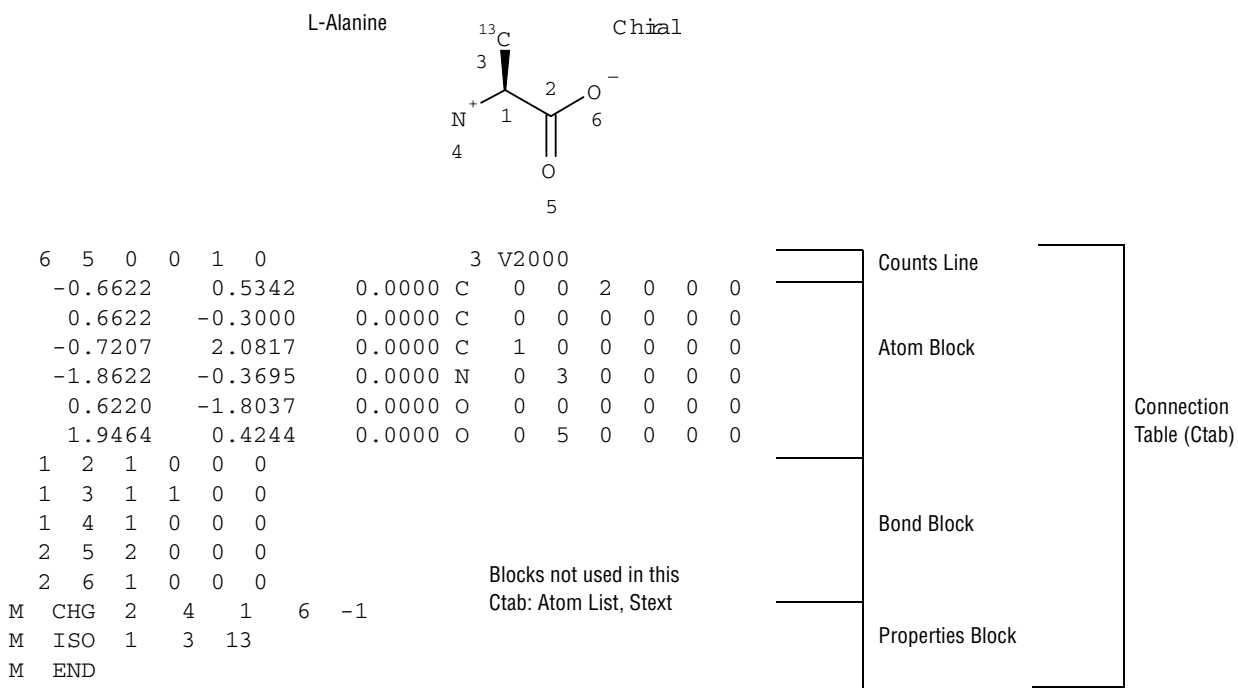 L-Alanine
13C
Chiral
3
2
O−
N+
1
6
4
O
5
6 5 0 0 1 0 3 V2000
-0.6622 0.5342 0.0000 C 0 0 2 0 0 0
0.6622 -0.3000 0.0000 C 0 0 0 0 0 0
-0.7207 2.0817 0.0000 C 1 0 0 0 0 0
-1.8622 -0.3695 0.0000 N 0 3 0 0 0 0
0.6220 -1.8037 0.0000 O 0 0 0 0 0 0
1.9464 0.4244 0.0000 O 0 5 0 0 0 0
1 2 1 0 0 0
1 3 1 1 0 0
1 4 1 0 0 0
2 5 2 0 0 0
2 6 1 0 0 0
M CHG 2 4 1 6 -1
M ISO 1 3 13
M END
Blocks not used in this
Ctab: Atom List, Stext
Counts Line
Atom Block
Bond Block
Properties Block
Connection
Table (Ctab)